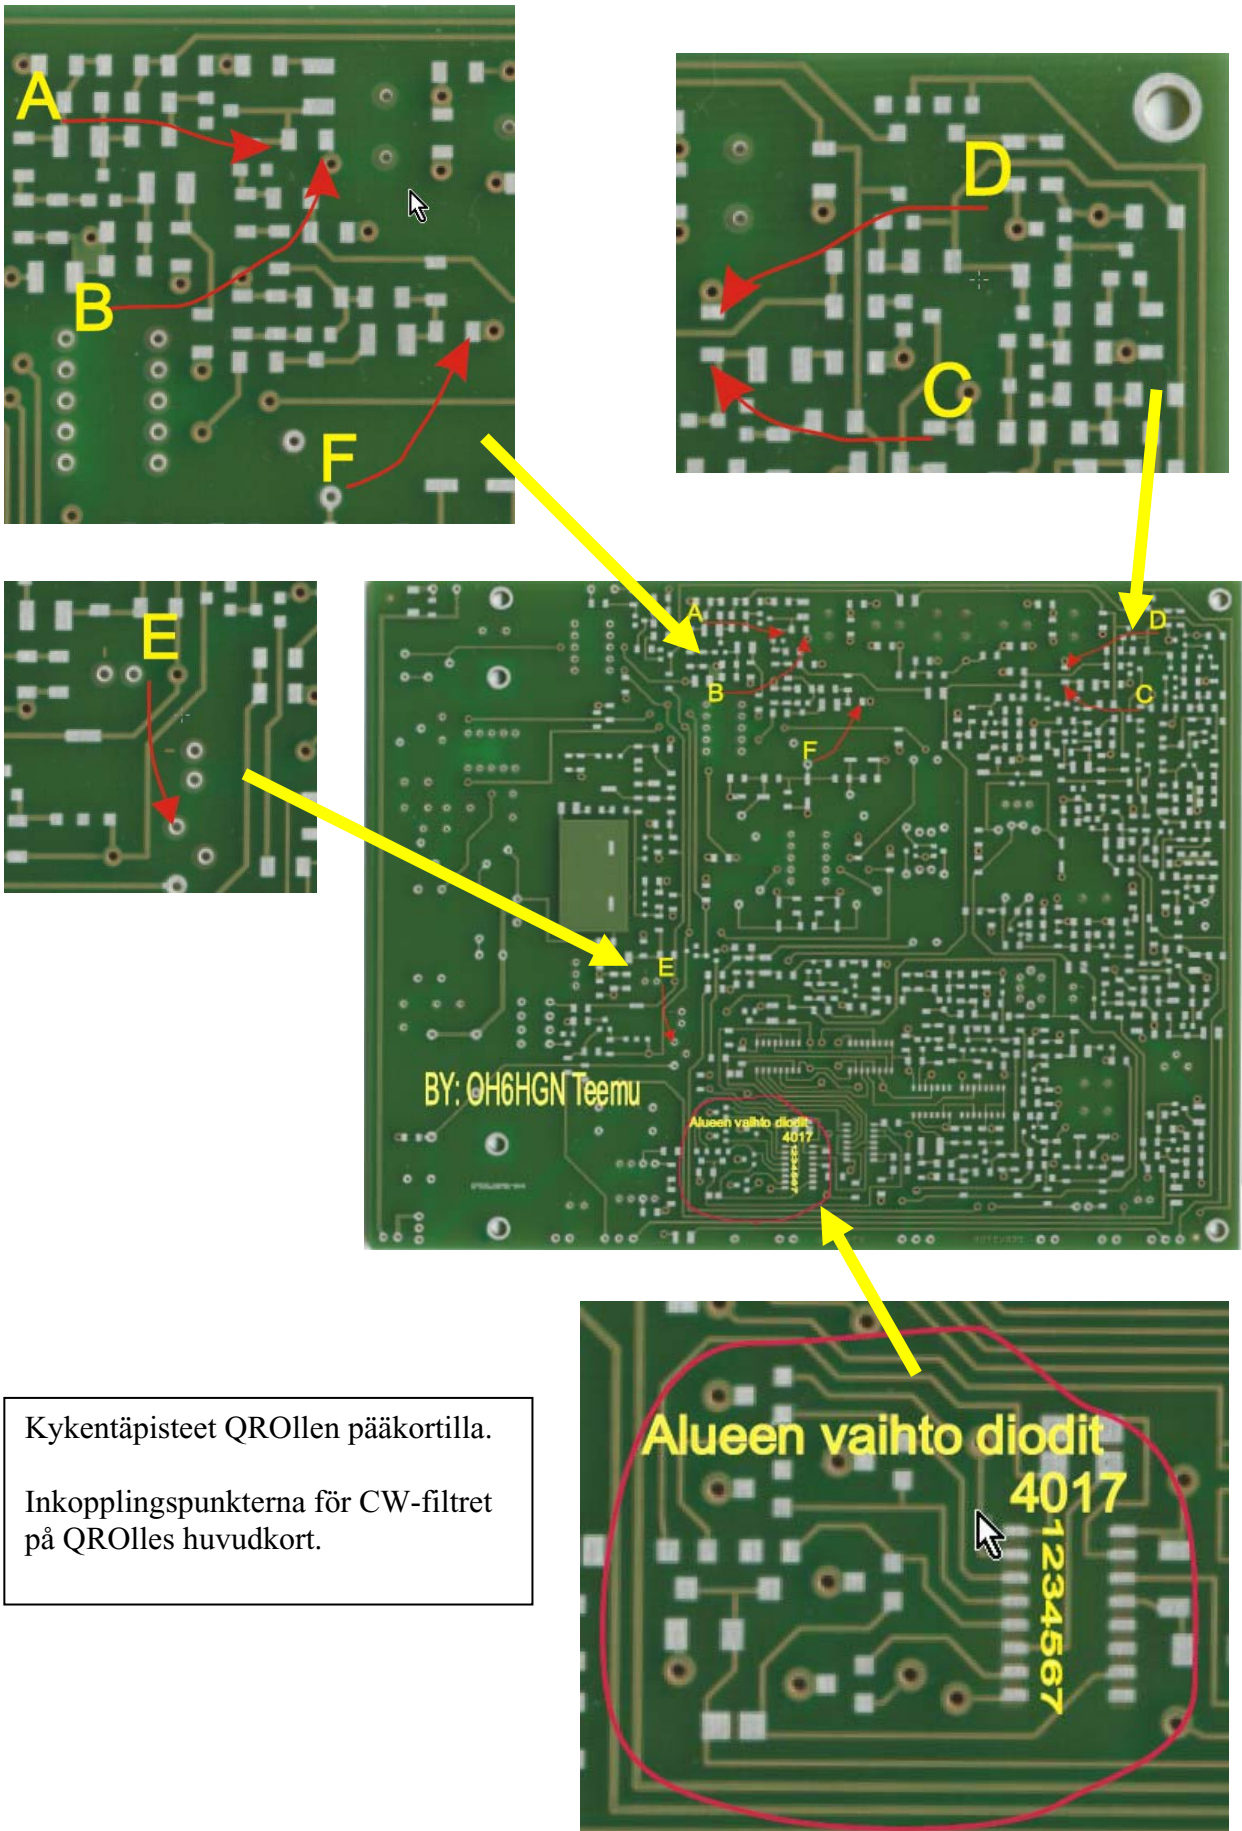 A
B
F
D
C
E
A
B
F
D
C
E
BY: OH6HGN Teemu
Alueen vaihto diodit
4017
1234567
Alueen vaihto diodit
4017
1234567
Kykentäpisteet QROllen pääkortilla.
Inkopplingspunkterna för CW-filtret
på QROlles huvudkort.